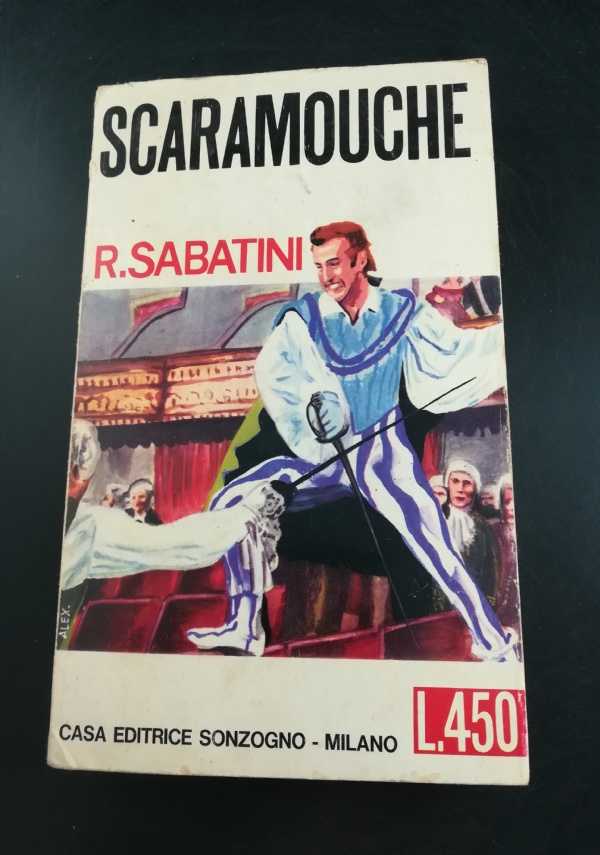 SCARAMOUCHE
R.SABATINI
ALEX.
CASA EDITRICE SONZOGNO - MILANO
L.450